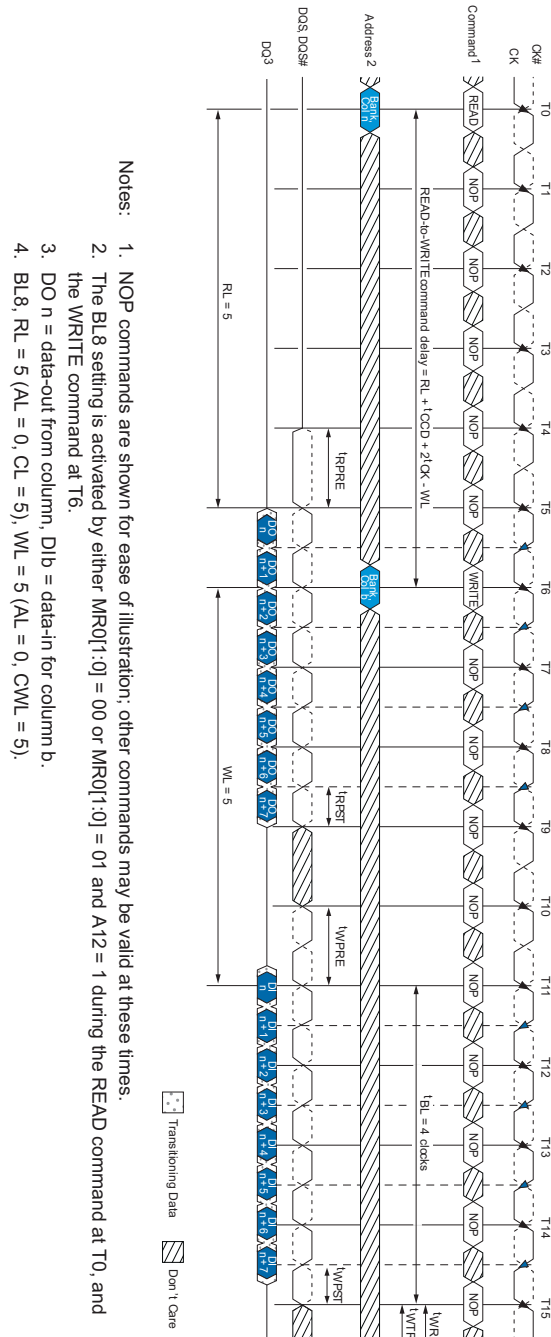 T0 T1 T2 T3 T4 T5 T6 T7 T8 T9 T10 T11 T12 T13 T14 T15
CK#
CK
Command1 READ NOP NOP NOP NOP NOP WRITE NOP NOP NOP NOP NOP NOP NOP NOP NOP
READ-to-WRITEcommand delay = RL + tCCD + 2tCK - WL
tBL = 4 clocks
tWR
tWTR
Address 2 Bank, Col n Bank, Col b
tRPRE tRPST tWPRE tWPST
DQS, DQS#
DQ3 DO n DO n+1 DO n+2 DO n+3 DO n+4 DO n+5 DO n+6 DO n+7 DI n DI n+1 DI n+2 DI n+3 DI n+4 DI n+5 DI n+6 DI n+7
RL = 5
WL = 5
Transitioning Data Don't Care
Notes: 1. NOP commands are shown for ease of illustration; other commands may be valid at these times.
2. The BL8 setting is activated by either MR0[1:0] = 00 or MR0[1:0] = 01 and A12 = 1 during the READ command at T0, and
the WRITE command at T6.
3. DO n = data-out from column, DIb = data-in for column b.
4. BL8, RL = 5 (AL = 0, CL = 5), WL = 5 (AL = 0, CWL = 5).